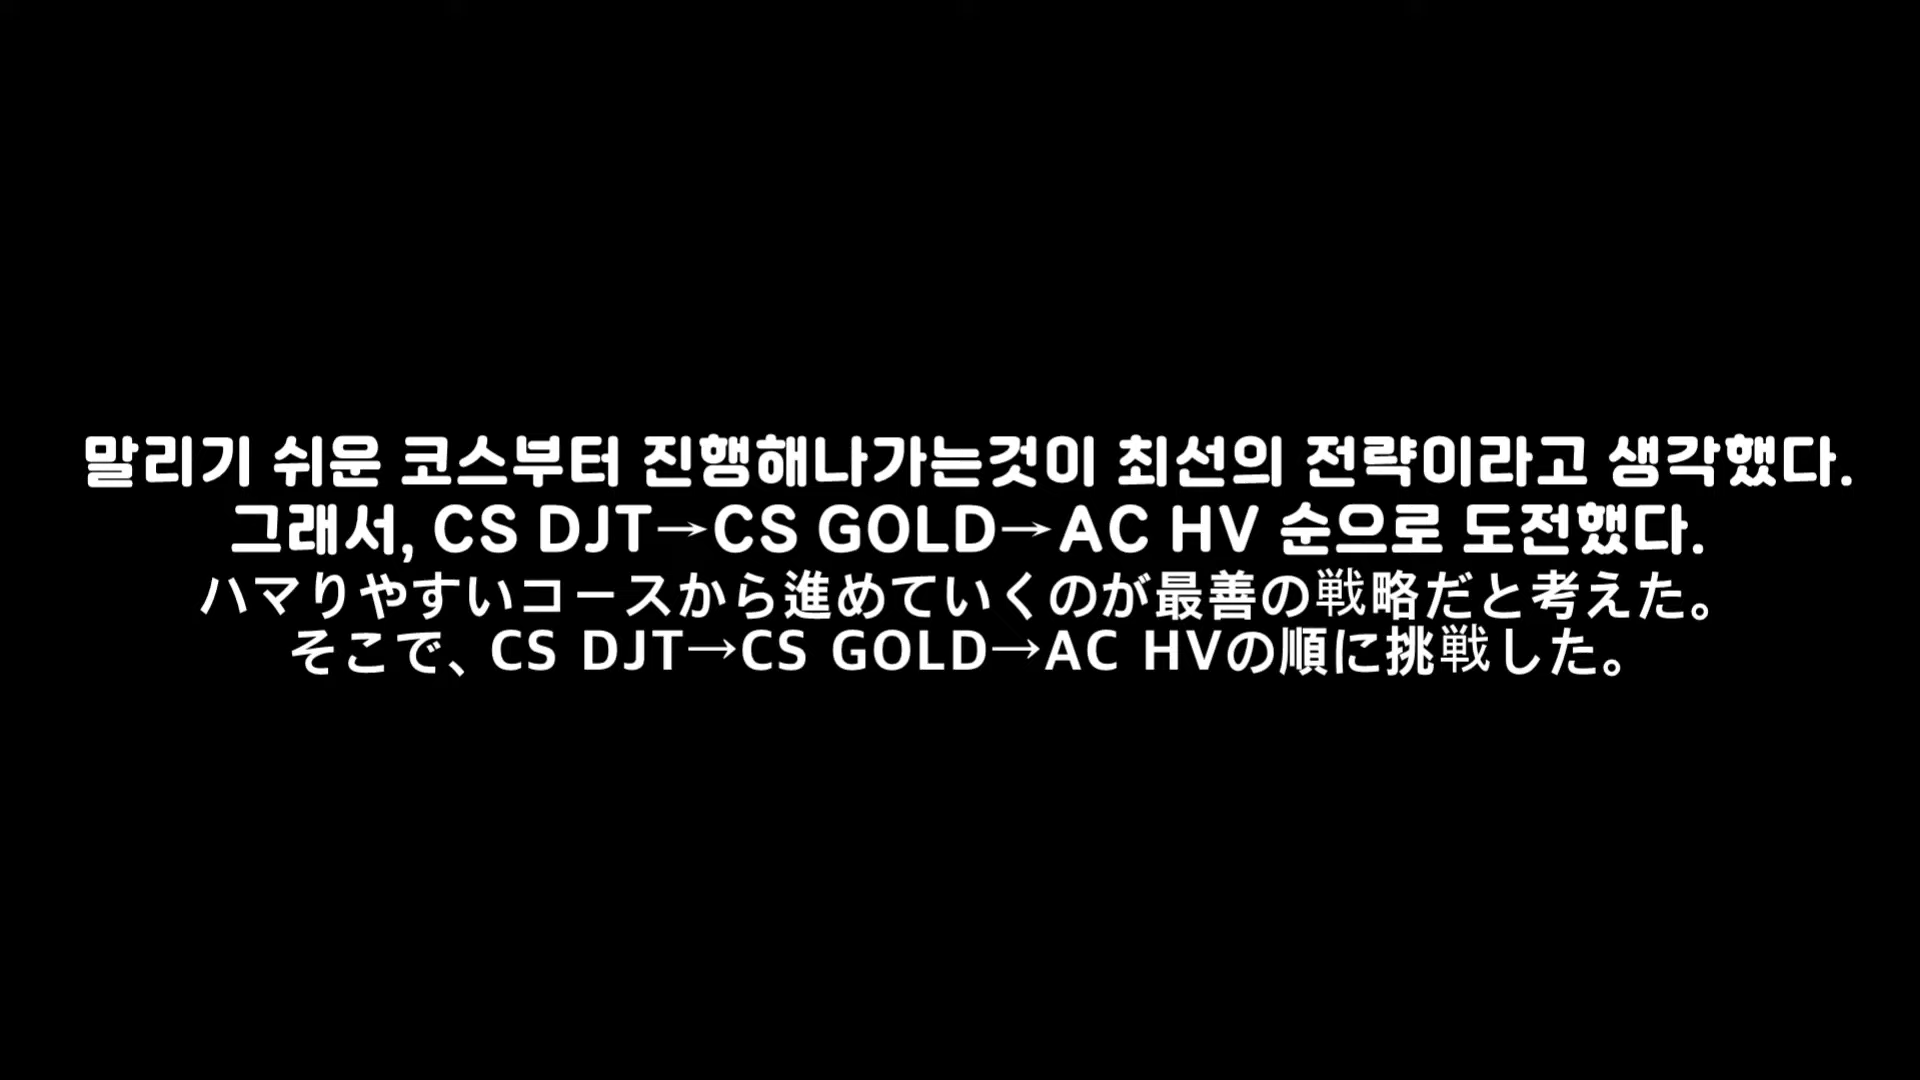 말리기 쉬운 코스부터 진행해나가는것이 최선의 전략이라고 생각했다.
그래서, CS DJT→CS GOLD→AC HV 순으로 도전했다.
ハマりやすいコースから進めていくのが最善の戦略だと考えた。
そこで、CS DJT→CS GOLD→AC HVの順に挑戦した。